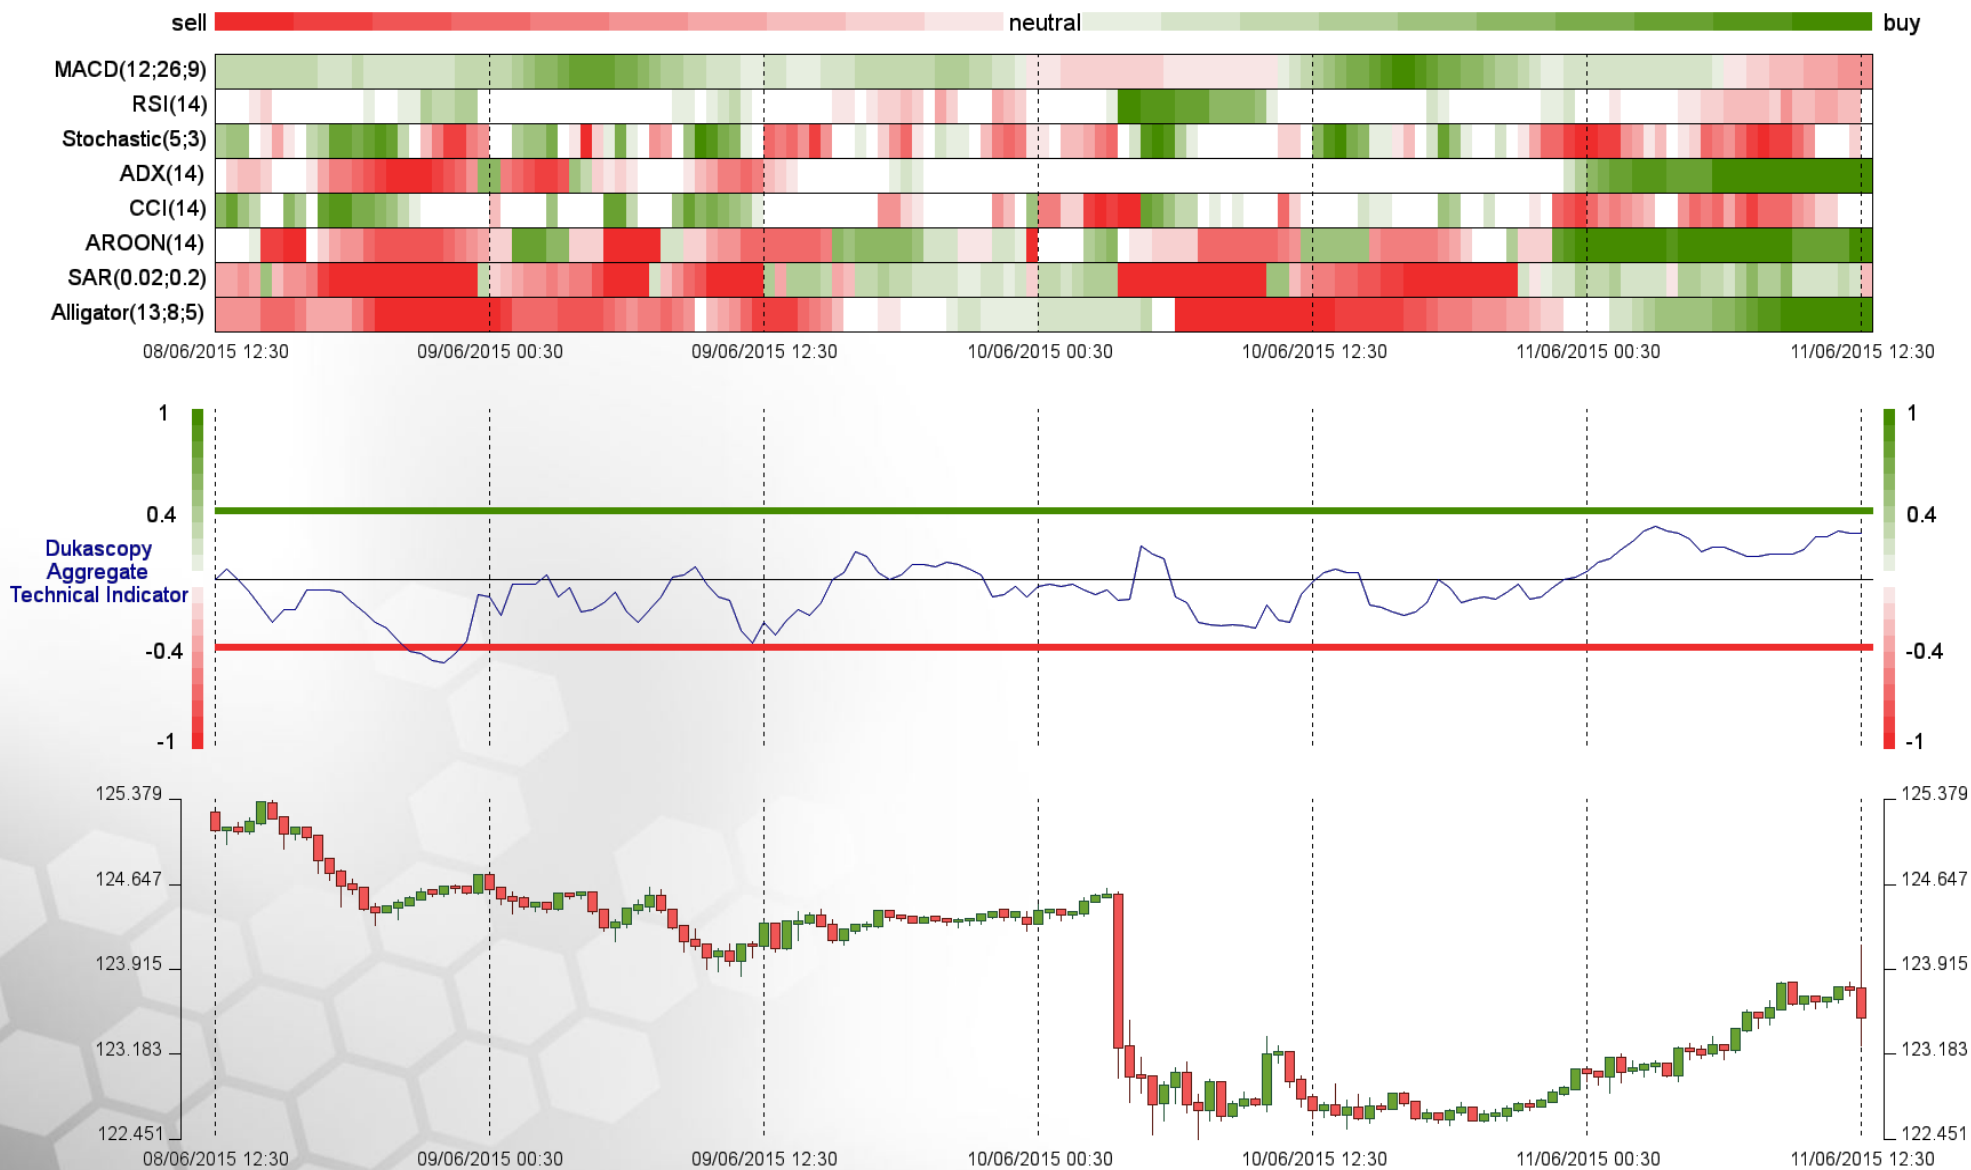 sell neutral buy
MACD(12;26;9)
RSI(14)
Stochastic(5;3)
ADX(14)
CCI(14)
AROON(14)
SAR(0.02;0.2)
Alligator(13;8;5)
08/06/2015 12:30 09/06/2015 00:30 09/06/2015 12:30 10/06/2015 00:30 10/06/2015 12:30 11/06/2015 00:30 11/06/2015 12:30
1 1
0.4 0.4
Dukascopy
Aggregate
Technical Indicator
-0.4 -0.4
-1 -1
125.379 125.379
124.647 124.647
123.915 123.915
123.183 123.183
122.451 122.451
08/06/2015 12:30 09/06/2015 00:30 09/06/2015 12:30 10/06/2015 00:30 10/06/2015 12:30 11/06/2015 00:30 11/06/2015 12:30